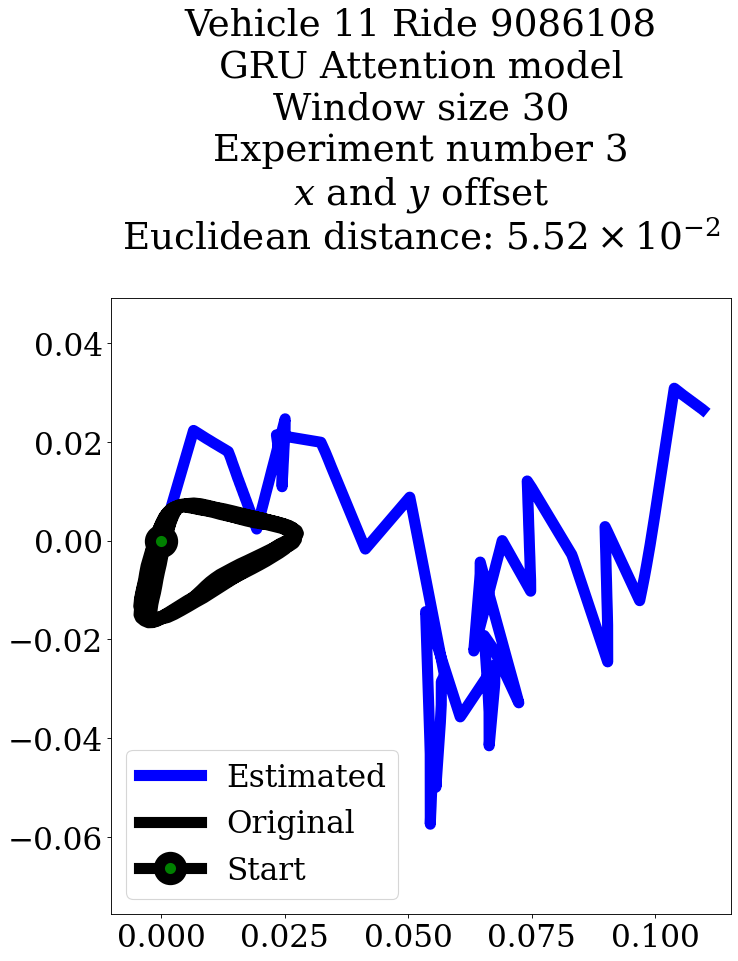 Vehicle 11 Ride 9086108
GRU Attention model
Window size 30
Experiment number 3
x and y offset
Euclidean distance: 5.52 × 10⁻²
0.04
0.02
0.00
−0.02
−0.04
−0.06
Estimated
Original
Start
0.000 0.025 0.050 0.075 0.100